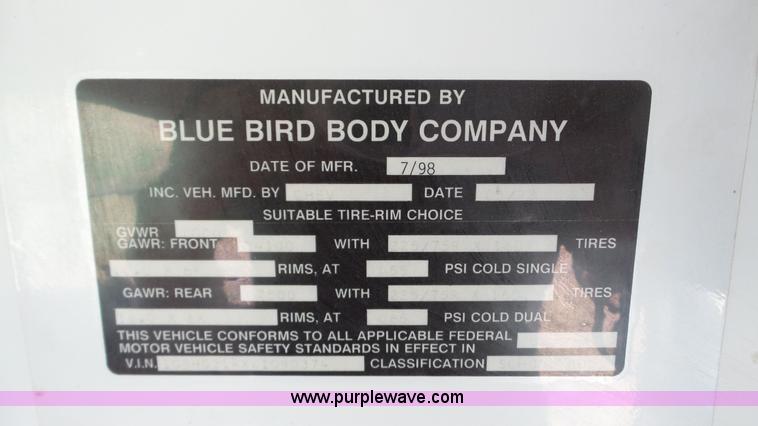 MANUFACTURED BY
BLUE BIRD BODY COMPANY
DATE OF MFR. 7/98
INC. VEH. MFD. BY DATE
SUITABLE TIRE-RIM CHOICE
GVWR
GAWR: FRONT WITH TIRES
RIMS, AT PSI COLD SINGLE
GAWR: REAR WITH TIRES
RIMS, AT PSI COLD DUAL
THIS VEHICLE CONFORMS TO ALL APPLICABLE FEDERAL
MOTOR VEHICLE SAFETY STANDARDS IN EFFECT IN
V.I.N. CLASSIFICATION
www.purplewave.com